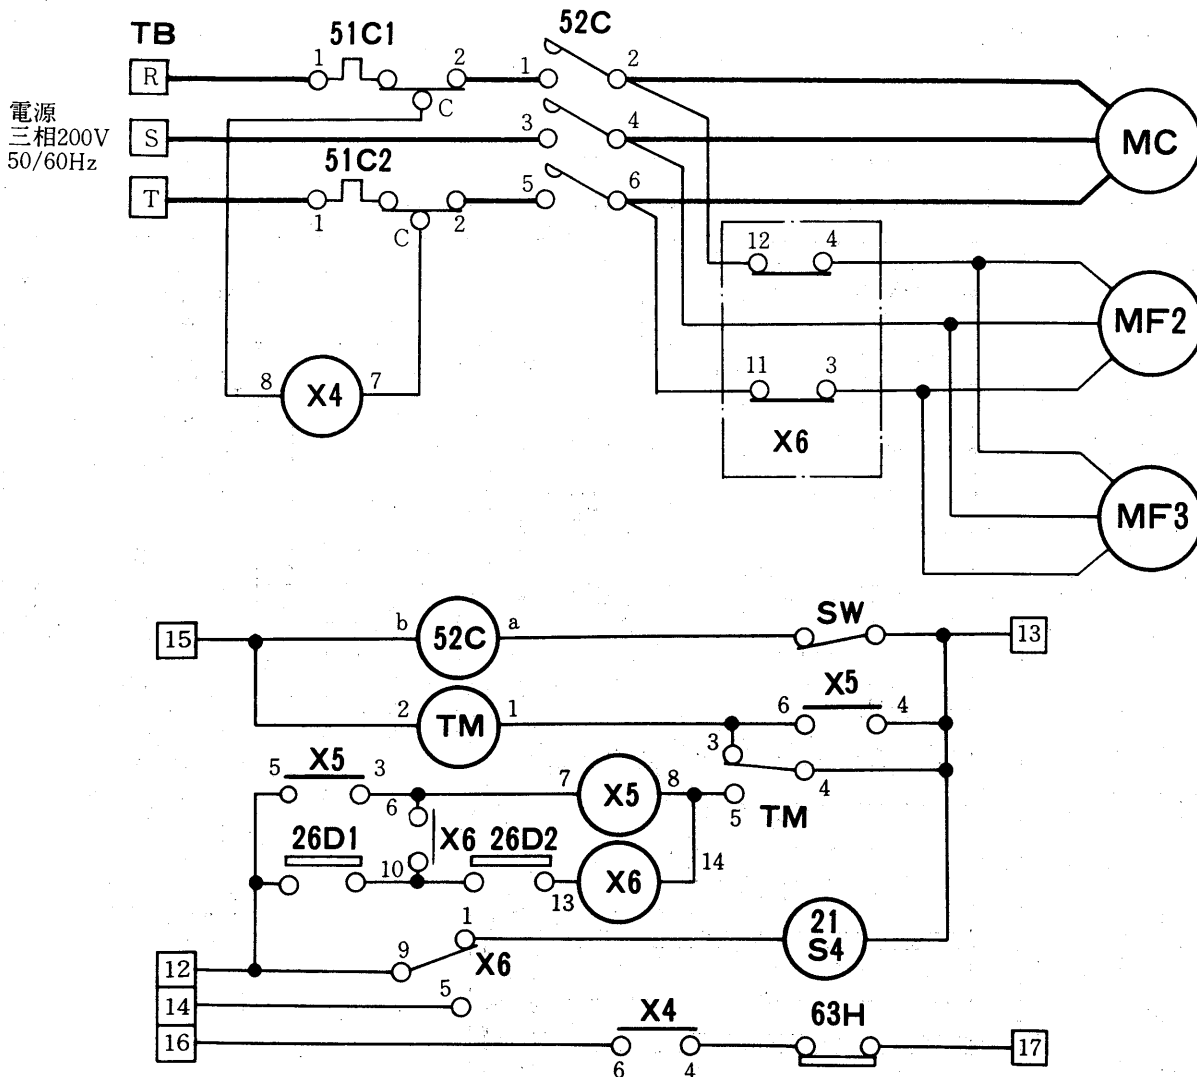 TB
51C1
52C
R
1
2
1
2
C
電源
三相200V
50/60Hz
S
3
4
MC
51C2
T
1
C
2
5
6
12
4
MF2
8
X4
7
11
3
X6
MF3
15
b
52C
a
SW
13
2
TM
1
X5
6
4
3
4
X5
5
3
7
X5
8
5
TM
6
26D1
X6
26D2
10
13
X6
14
1
21
S4
12
9
X6
14
5
X4
63H
16
6
4
17